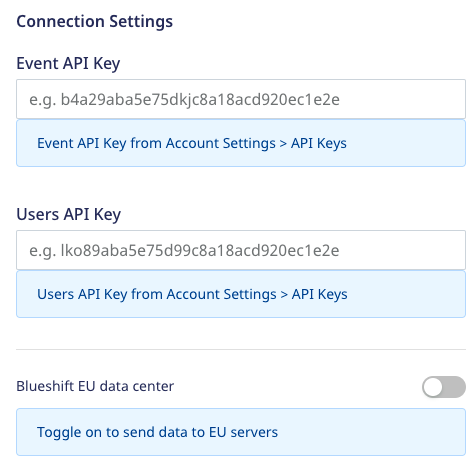 Connection Settings
Event API Key
e.g. b4a29aba5e75dkjc8a18acd920ec1e2e
Event API Key from Account Settings > API Keys
Users API Key
e.g. lko89aba5e75d99c8a18acd920ec1e2e
Users API Key from Account Settings > API Keys
Blueshift EU data center
Toggle on to send data to EU servers